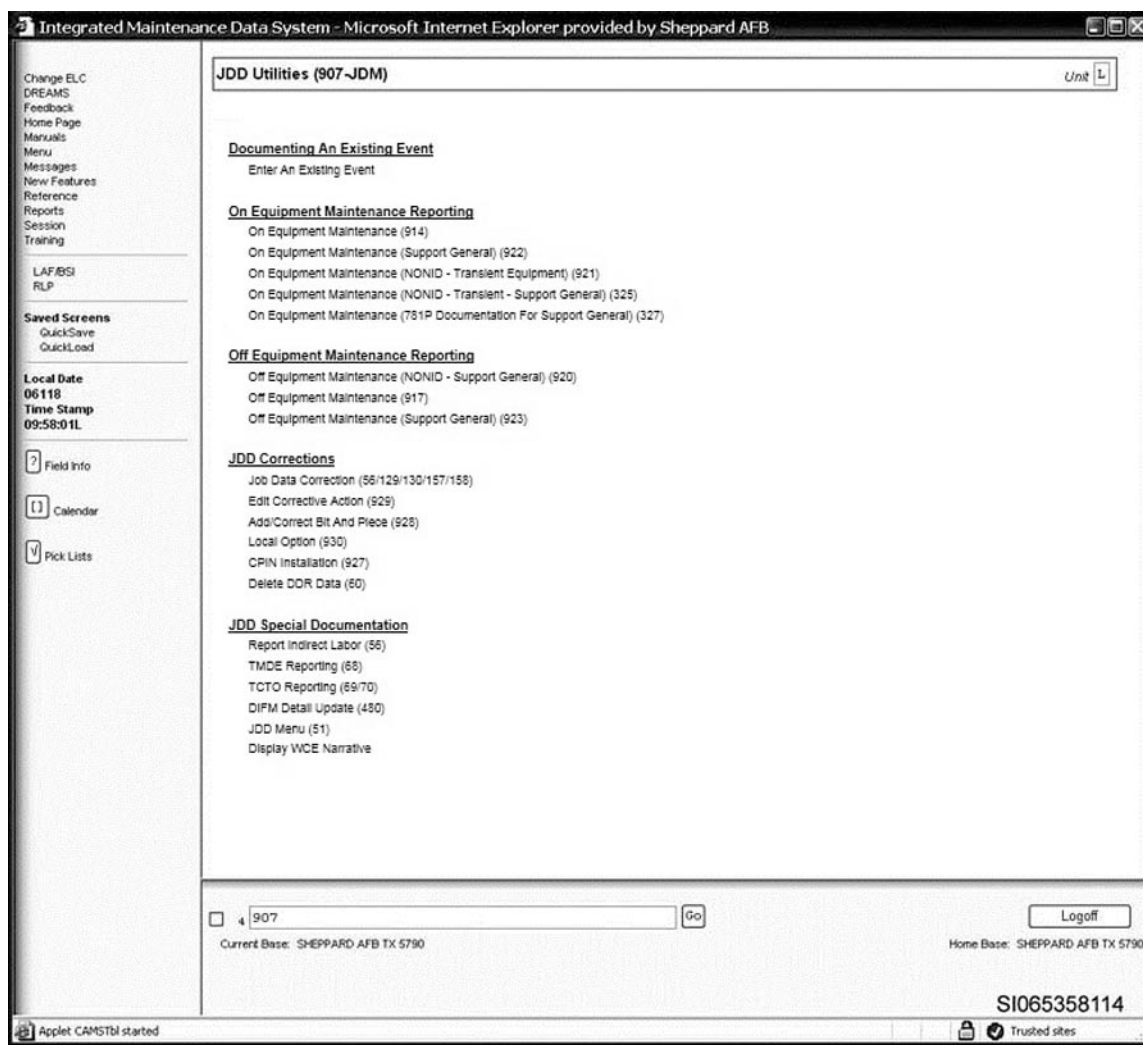 Integrated Maintenance Data System - Microsoft Internet Explorer provided by Sheppard AFB
Change ELC
DREAMS
Feedback
Home Page
Manuals
Menu
Messages
New Features
Reference
Reports
Session
Training
LAF/BSI
RLP
Saved Screens
QuickSave
QuickLoad
Local Date
06118
Time Stamp
09:58:01L
? Field Info
[ ] Calendar
√ Pick Lists
JDD Utilities (907-JDM)
Unit L
Documenting An Existing Event
Enter An Existing Event
On Equipment Maintenance Reporting
On Equipment Maintenance (914)
On Equipment Maintenance (Support General) (922)
On Equipment Maintenance (NONID - Transient Equipment) (921)
On Equipment Maintenance (NONID - Transient - Support General) (325)
On Equipment Maintenance (781P Documentation For Support General) (327)
Off Equipment Maintenance Reporting
Off Equipment Maintenance (NONID - Support General) (920)
Off Equipment Maintenance (917)
Off Equipment Maintenance (Support General) (923)
JDD Corrections
Job Data Correction (56/129/130/157/158)
Edit Corrective Action (929)
Add/Correct Bit And Piece (928)
Local Option (930)
CPIN Installation (927)
Delete DDR Data (60)
JDD Special Documentation
Report Indirect Labor (56)
TMDE Reporting (68)
TCTO Reporting (69/70)
DIFM Detail Update (480)
JDD Menu (51)
Display WCE Narrative
4 907 Go
Logoff
Current Base: SHEPPARD AFB TX 5790
Home Base: SHEPPARD AFB TX 5790
SI065358114
Applet CAMSTbl started
Trusted sites